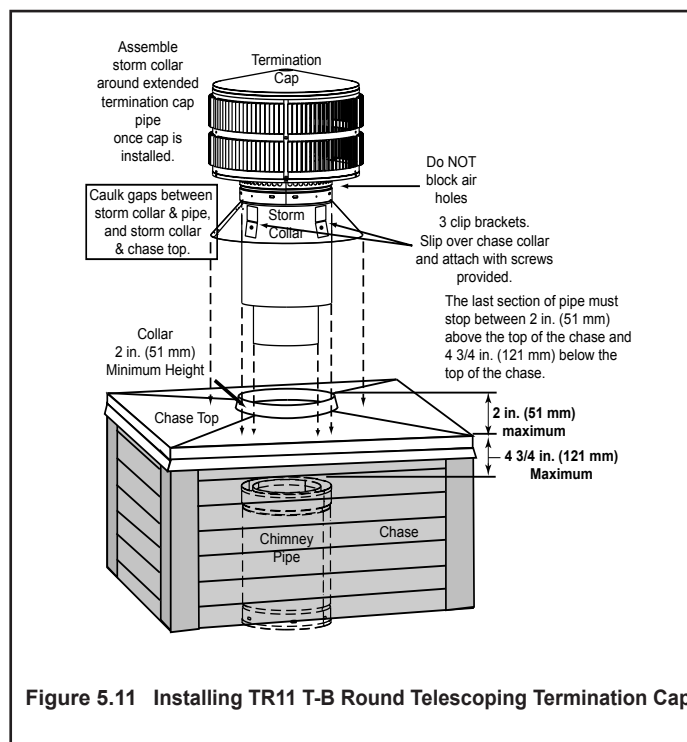 Assemble
storm collar
around extended
termination cap
pipe
once cap is
installed.
Termination
Cap
Do NOT
block air
holes
Caulk gaps between
storm collar & pipe,
and storm collar
& chase top.
Storm
Collar
3 clip brackets.
Slip over chase collar
and attach with screws
provided.
The last section of pipe must
stop between 2 in. (51 mm)
above the top of the chase and
4 3/4 in. (121 mm) below the
top of the chase.
Collar
2 in. (51 mm)
Minimum Height
Chase Top
2 in. (51 mm)
maximum
4 3/4 in. (121 mm)
Maximum
Chimney
Pipe
Chase
Figure 5.11 Installing TR11 T-B Round Telescoping Termination Cap